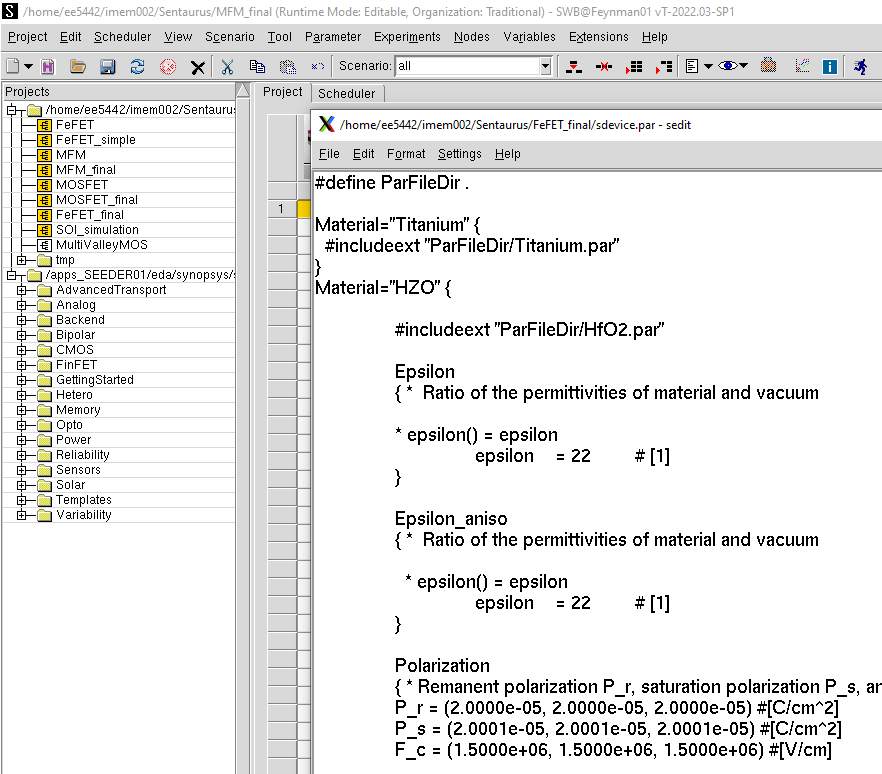 S /home/ee5442/imem002/Sentaurus/MFM_final (Runtime Mode: Editable, Organization: Traditional) - SWB@Feynman01 vT-2022.03-SP1
Project Edit Scheduler View Scenario Tool Parameter Experiments Nodes Variables Extensions Help
Scenario: all
Projects
/home/ee5442/imem002/Sentaurus
FeFET
FeFET_simple
MFM
MFM_final
MOSFET
MOSFET_final
FeFET_final
SOI_simulation
MultiValleyMOS
tmp
/apps_SEEDER01/eda/synopsys/s
AdvancedTransport
Analog
Backend
Bipolar
CMOS
FinFET
GettingStarted
Hetero
Memory
Opto
Power
Reliability
Sensors
Solar
Templates
Variability
Project Scheduler
1
/home/ee5442/imem002/Sentaurus/FeFET_final/sdevice.par - sedit
File Edit Format Settings Help
#define ParFileDir .
Material="Titanium" {
#includeext "ParFileDir/Titanium.par"
}
Material="HZO" {
#includeext "ParFileDir/HfO2.par"
Epsilon
{ * Ratio of the permittivities of material and vacuum
* epsilon() = epsilon
epsilon = 22 # [1]
}
Epsilon_aniso
{ * Ratio of the permittivities of material and vacuum
* epsilon() = epsilon
epsilon = 22 # [1]
}
Polarization
{ * Remanent polarization P_r, saturation polarization P_s, an
P_r = (2.0000e-05, 2.0000e-05, 2.0000e-05) #[C/cm^2]
P_s = (2.0001e-05, 2.0001e-05, 2.0001e-05) #[C/cm^2]
F_c = (1.5000e+06, 1.5000e+06, 1.5000e+06) #[V/cm]